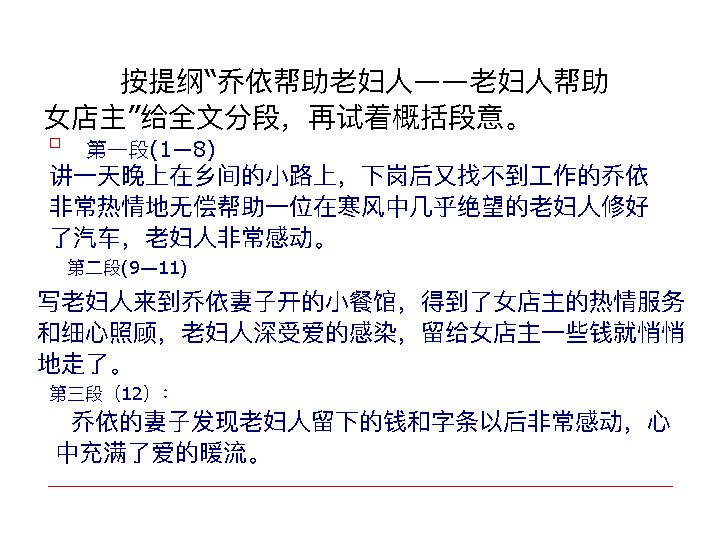 按提纲“乔依帮助老妇人——老妇人帮助
女店主”给全文分段，再试着概括段意。
第一段(1—8)
讲一天晚上在乡间的小路上，下岗后又找不到工作的乔依
非常热情地无偿帮助一位在寒风中几乎绝望的老妇人修好
了汽车，老妇人非常感动。
第二段(9—11)
写老妇人来到乔依妻子开的小餐馆，得到了女店主的热情服务
和细心照顾，老妇人深受爱的感染，留给女店主一些钱就悄悄
地走了。
第三段（12）：
乔依的妻子发现老妇人留下的钱和字条以后非常感动，心
中充满了爱的暖流。